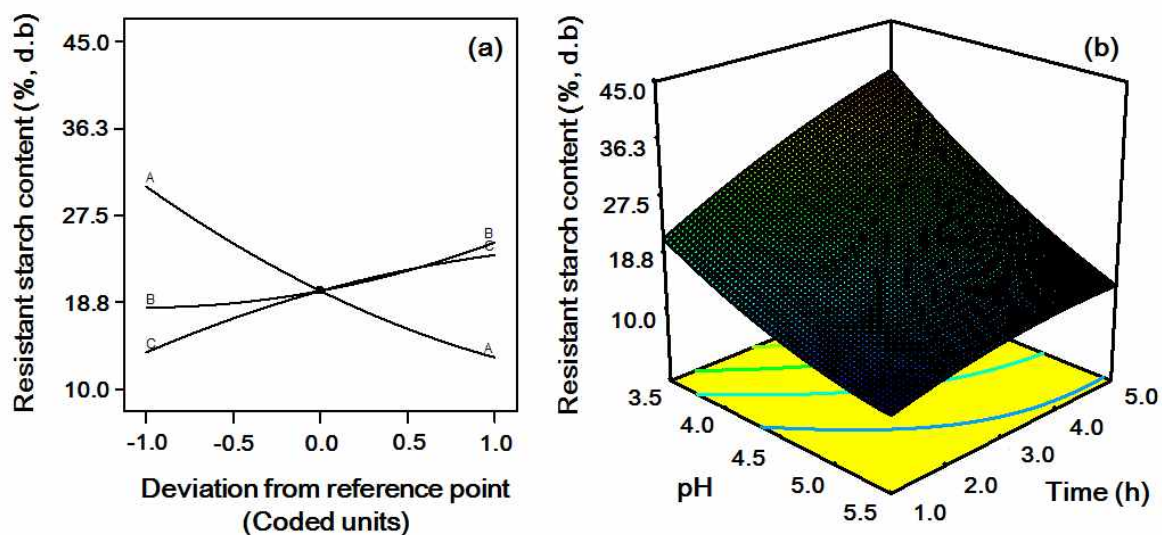 (a)
Resistant starch content (%, d.b)
45.0
36.3
27.5
18.8
10.0
A
B
C
B
C
A
-1.0 -0.5 0.0 0.5 1.0
Deviation from reference point
(Coded units)
(b)
Resistant starch content (%, d.b)
45.0
36.3
27.5
18.8
10.0
3.5
4.0
4.5
5.0
5.5
pH
1.0
2.0
3.0
4.0
5.0
Time (h)